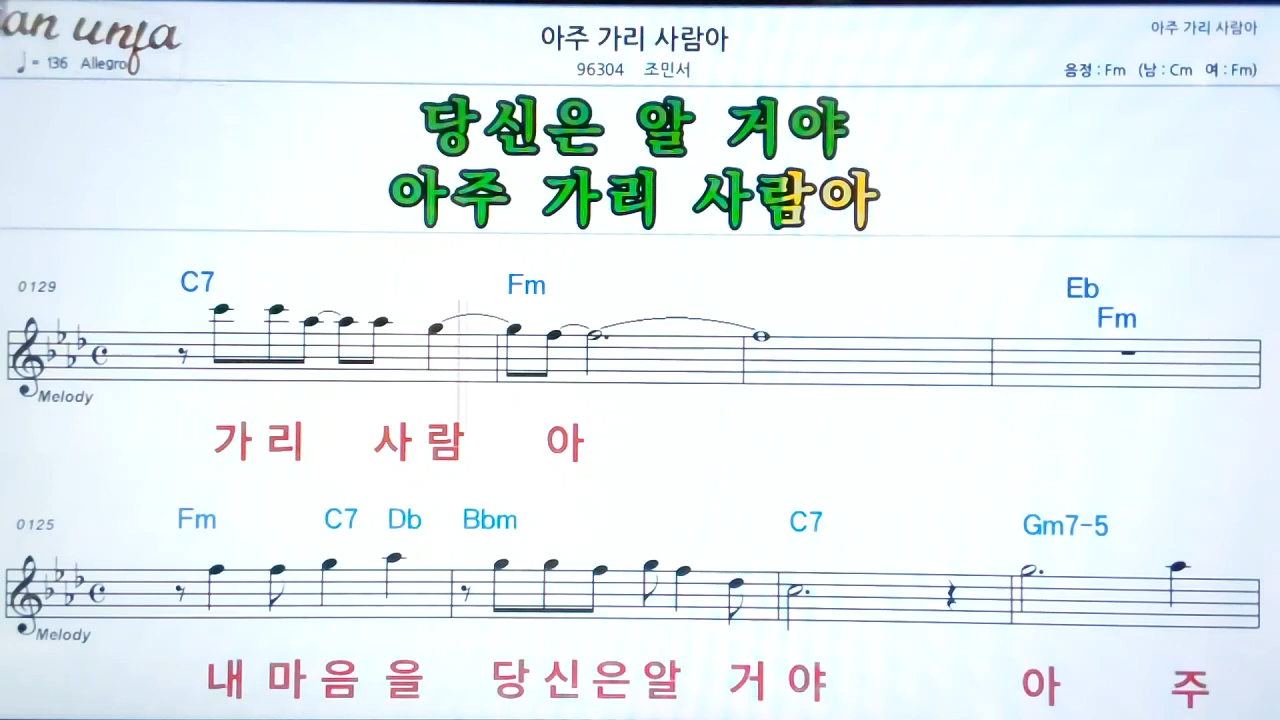 an unfa
♩= 136 Allegro
아주 가리 사람아
96304 조민서
아주 가리 사람아
음정 : Fm (남 : Cm 여 : Fm)
당신은 알 거야
아주 가리 사람아
0129
C7 Fm Eb Fm
Melody
가 리 사 람 아
0125
Fm C7 Db Bbm C7 Gm7-5
Melody
내 마 음 을 당 신 은 알 거 야 아 주